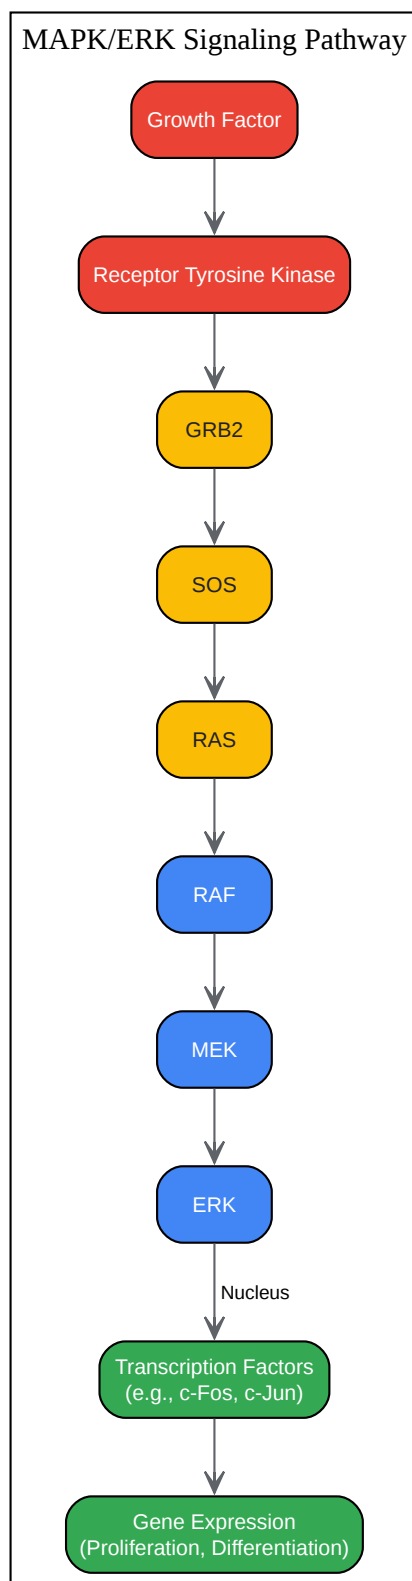 MAPK/ERK Signaling Pathway
Growth Factor
Receptor Tyrosine Kinase
GRB2
SOS
RAS
RAF
MEK
ERK
Nucleus
Transcription Factors
(e.g., c-Fos, c-Jun)
Gene Expression
(Proliferation, Differentiation)